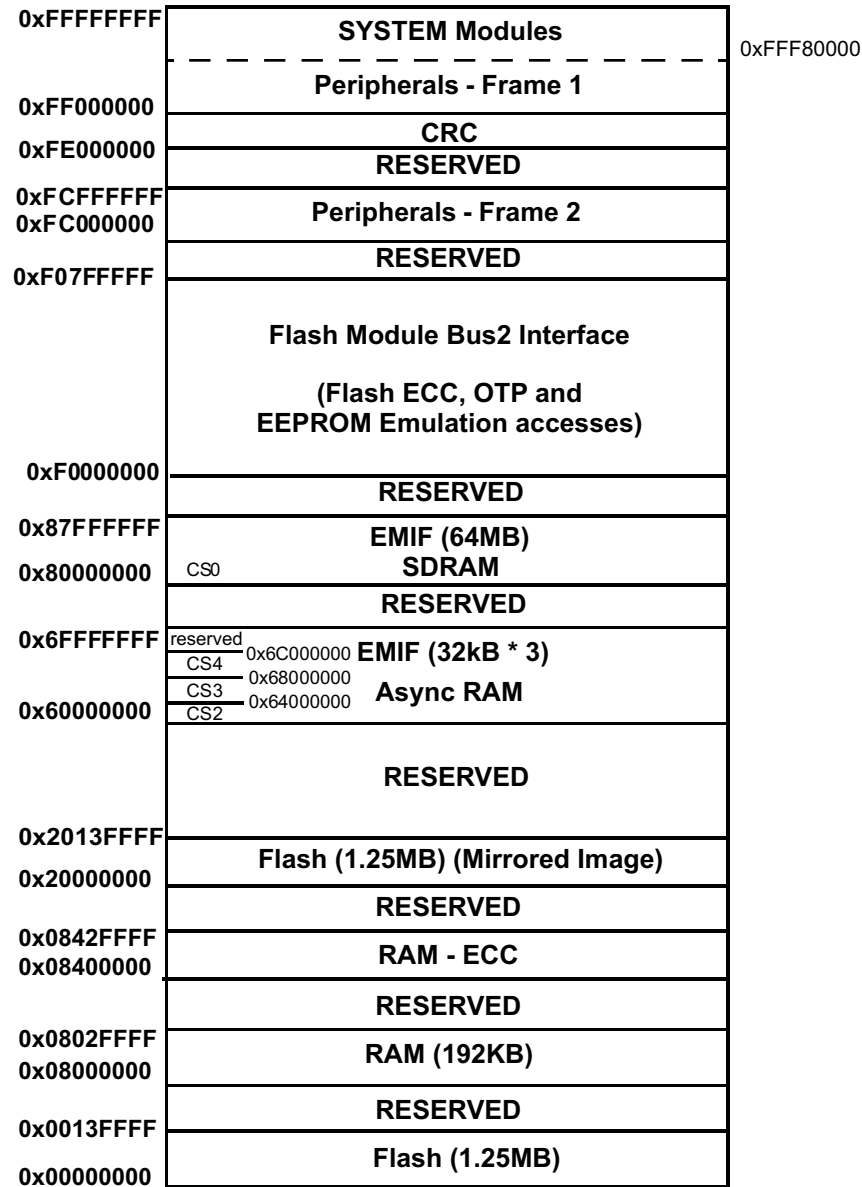 0xFFFFFFFF
SYSTEM Modules
0xFFF80000
Peripherals - Frame 1
0xFF000000
CRC
0xFE000000
RESERVED
0xFCFFFFFF
Peripherals - Frame 2
0xFC000000
RESERVED
0xF07FFFFF
Flash Module Bus2 Interface
(Flash ECC, OTP and
EEPROM Emulation accesses)
0xF0000000
RESERVED
0x87FFFFFF
EMIF (64MB)
0x80000000
CS0
SDRAM
RESERVED
0x6FFFFFFF
reserved
0x6C000000
EMIF (32kB * 3)
CS4
0x68000000
CS3
Async RAM
0x64000000
0x60000000
CS2
RESERVED
0x2013FFFF
Flash (1.25MB) (Mirrored Image)
0x20000000
RESERVED
0x0842FFFF
RAM - ECC
0x08400000
RESERVED
0x0802FFFF
RAM (192KB)
0x08000000
RESERVED
0x0013FFFF
Flash (1.25MB)
0x00000000